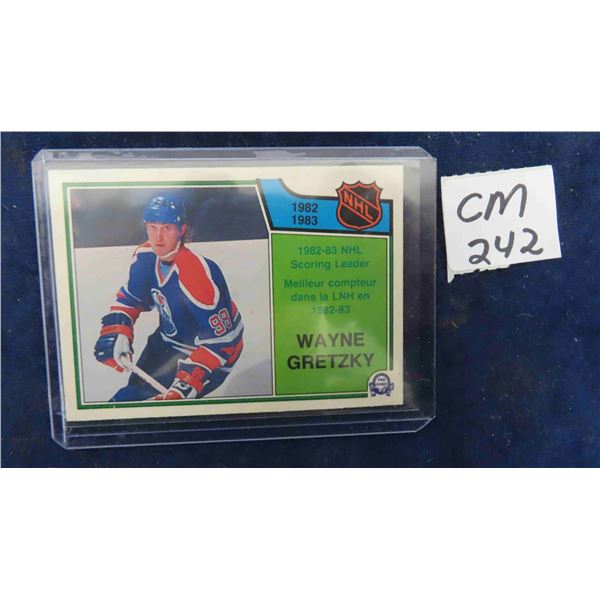 1982
1983
NHL
1982-83 NHL
Scoring Leader
Meilleur compteur
dans la LNH en
1982-83
WAYNE
GRETZKY
99
CM
242